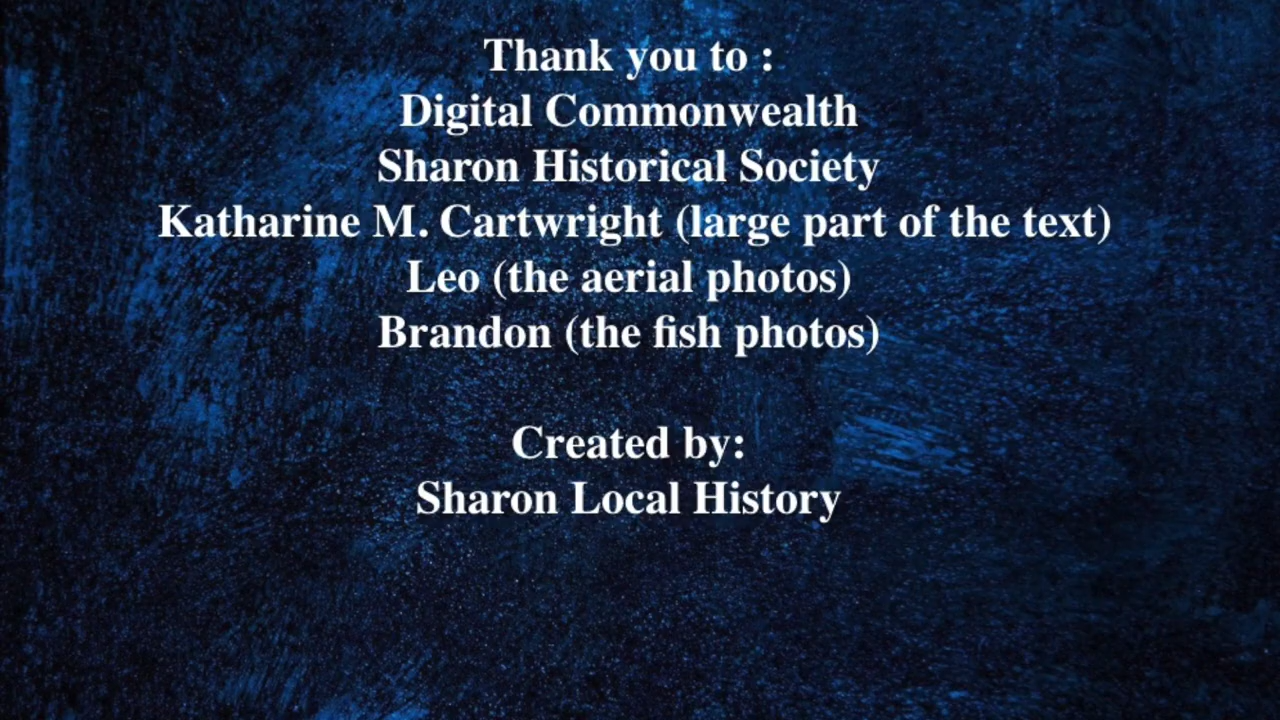 Thank you to :
Digital Commonwealth
Sharon Historical Society
Katharine M. Cartwright (large part of the text)
Leo (the aerial photos)
Brandon (the fish photos)
Created by:
Sharon Local History